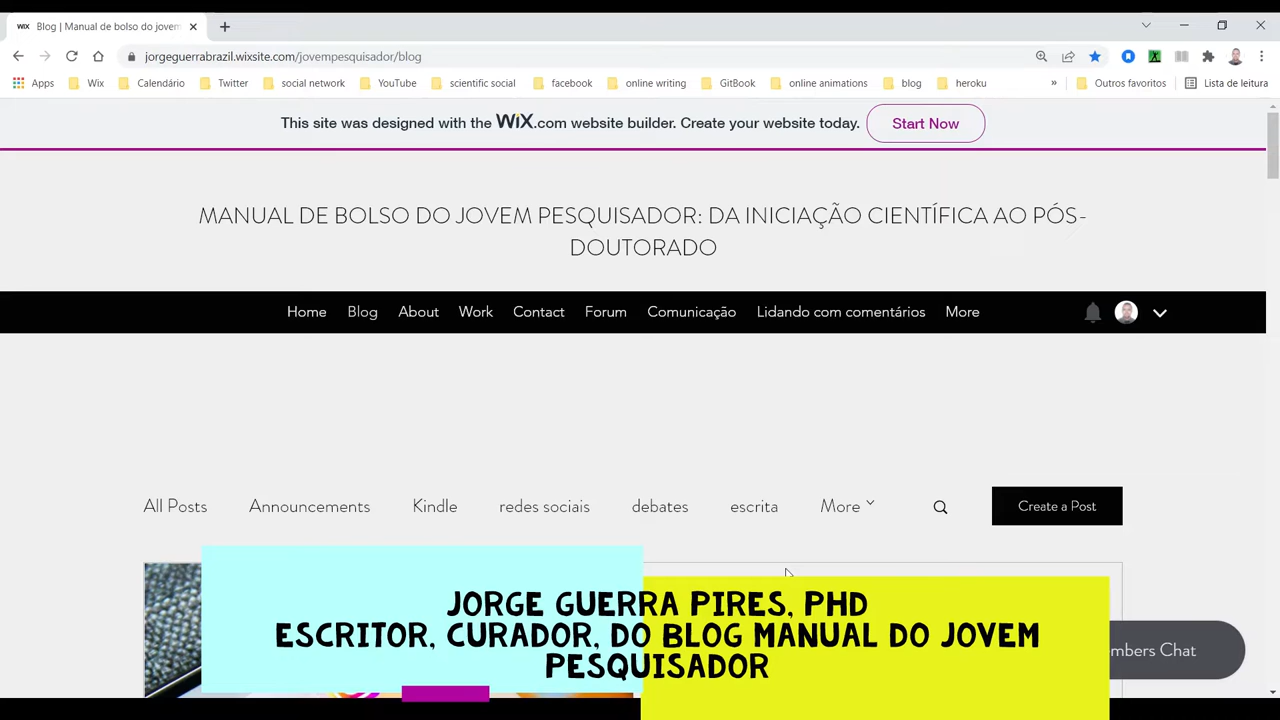 WiX Blog | Manual de bolso do jovem
jorgeguerrabrazil.wixsite.com/jovempesquisador/blog
Apps Wix Calendário Twitter social network YouTube scientific social facebook online writing GitBook online animations blog heroku » Outros favoritos Lista de leitura
This site was designed with the WiX.com website builder. Create your website today. Start Now
MANUAL DE BOLSO DO JOVEM PESQUISADOR: DA INICIAÇÃO CIENTÍFICA AO PÓS-
DOUTORADO
Home Blog About Work Contact Forum Comunicação Lidando com comentários More
All Posts Announcements Kindle redes sociais debates escrita More Create a Post
JORGE GUERRA PIRES, PHD
ESCRITOR, CURADOR, DO BLOG MANUAL DO JOVEM
PESQUISADOR
mbers Chat